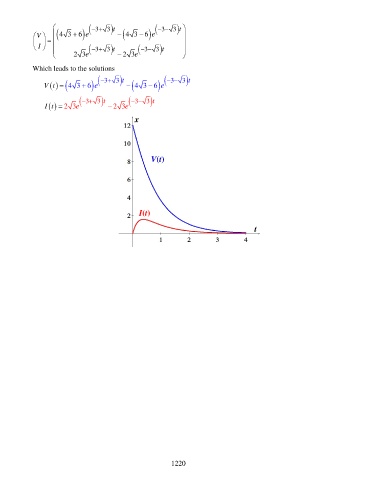 (V I) = ((4√3+6)e^(−3+√3)t − (4√3−6)e^(−3−√3)t
2√3e^(−3+√3)t − 2√3e^(−3−√3)t)
Which leads to the solutions
V(t) = (4√3+6)e^(−3+√3)t − (4√3−6)e^(−3−√3)t
I(t) = 2√3e^(−3+√3)t − 2√3e^(−3−√3)t
x
12
10
8
V(t)
6
4
2
I(t)
t
1 2 3 4
1220